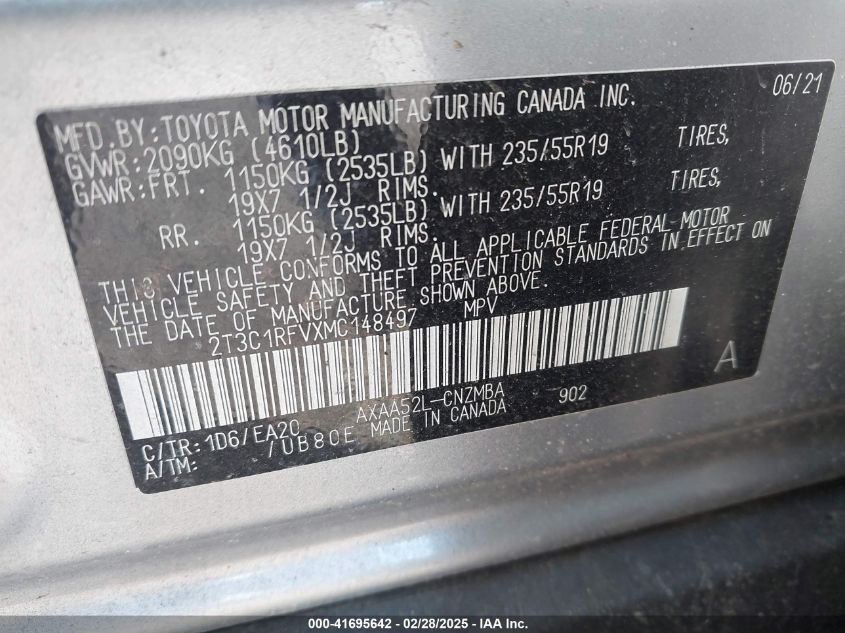 06/21
MFD.BY:TOYOTA MOTOR MANUFACTURING CANADA INC.
GVWR:2090KG (4610LB)
GAWR:FRT. 1150KG (2535LB) WITH 235/55R19 TIRES,
19X7 1/2J RIMS.
RR. 1150KG (2535LB) WITH 235/55R19 TIRES,
19X7 1/2J RIMS.
THIS VEHICLE CONFORMS TO ALL APPLICABLE FEDERAL MOTOR
VEHICLE SAFETY AND THEFT PREVENTION STANDARDS IN EFFECT ON
THE DATE OF MANUFACTURE SHOWN ABOVE.
2T3C1RFVXMC148497 MPV
A
AXAA52L-CNZMBA 902
C/TR:1D6/EA20 MADE IN CANADA
A/TM: /UB80E
000-41695642 / 02/28/2025 - IAA Inc.